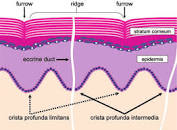 furrow ridge furrow
stratum corneum
eccrine duct
epidermis
crista profunda limitans crista profunda intermedia